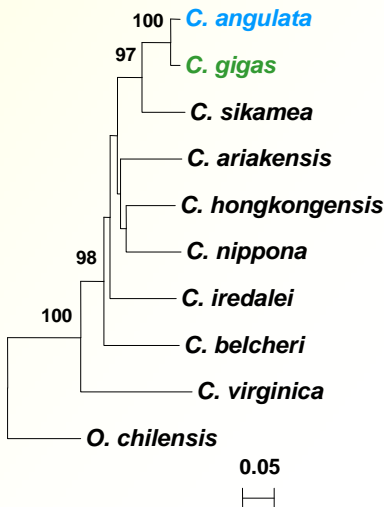 100
C. angulata
97
C. gigas
C. sikamea
C. ariakensis
C. hongkongensis
98
C. nippona
C. iredalei
100
C. belcheri
C. virginica
O. chilensis
0.05